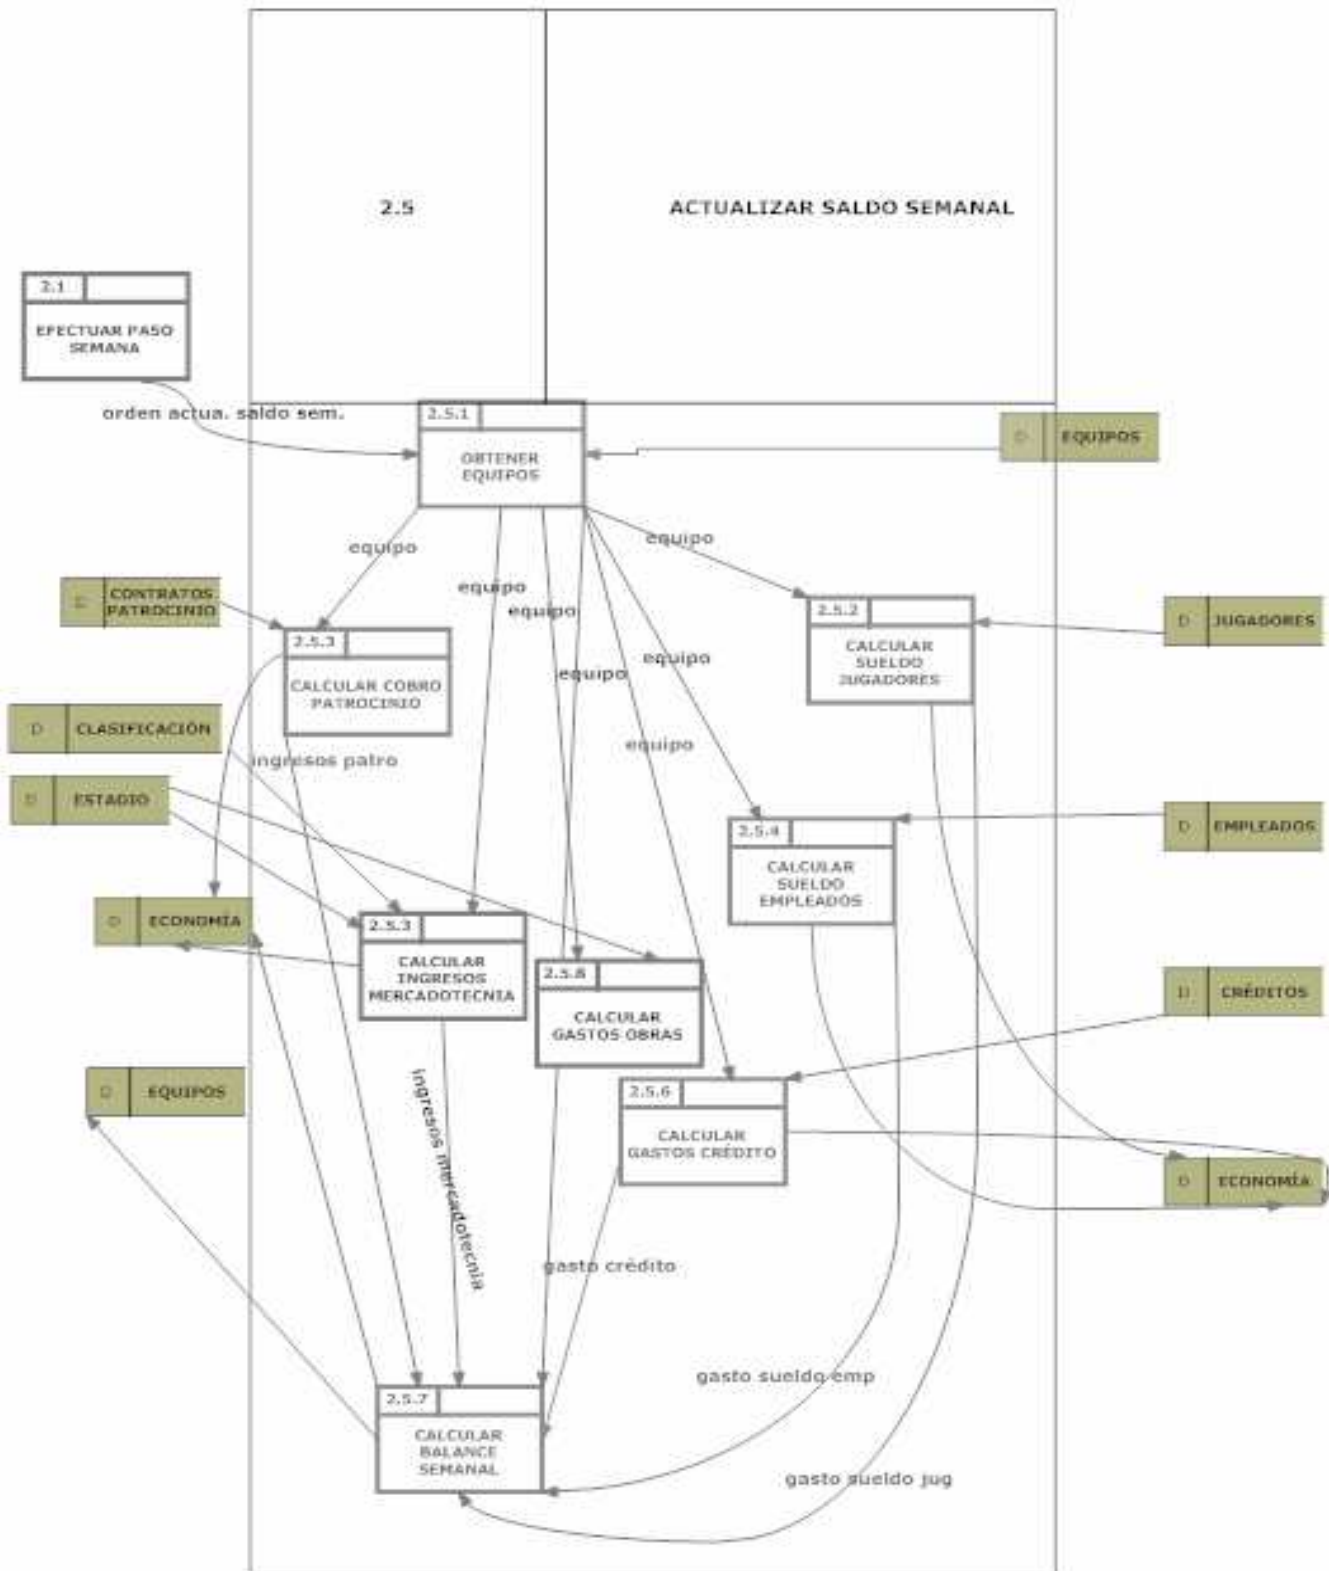 2.5
ACTUALIZAR SALDO SEMANAL
2.1
EFECTUAR PASO
SEMANA
orden actua. saldo sem.
2.5.1
OBTENER
EQUIPOS
D
EQUIPOS
equipo
equipo
equipo
equipo
equipo
equipo
equipo
CONTRATOS
PATROCINIO
2.5.3
CALCULAR COBRO
PATROCINIO
2.5.2
CALCULAR
SUELDO
JUGADORES
D
JUGADORES
D
CLASIFICACIÓN
ingresos patro
D
ESTADIO
2.5.4
CALCULAR
SUELDO
EMPLEADOS
D
EMPLEADOS
D
ECONOMÍA
2.5.3
CALCULAR
INGRESOS
MERCADOTECNIA
2.5.8
CALCULAR
GASTOS OBRAS
D
CRÉDITOS
D
EQUIPOS
ingresos mercadotecnia
2.5.6
CALCULAR
GASTOS CRÉDITO
D
ECONOMÍA
gasto crédito
gasto sueldo emp
2.5.7
CALCULAR
BALANCE
SEMANAL
gasto sueldo jug